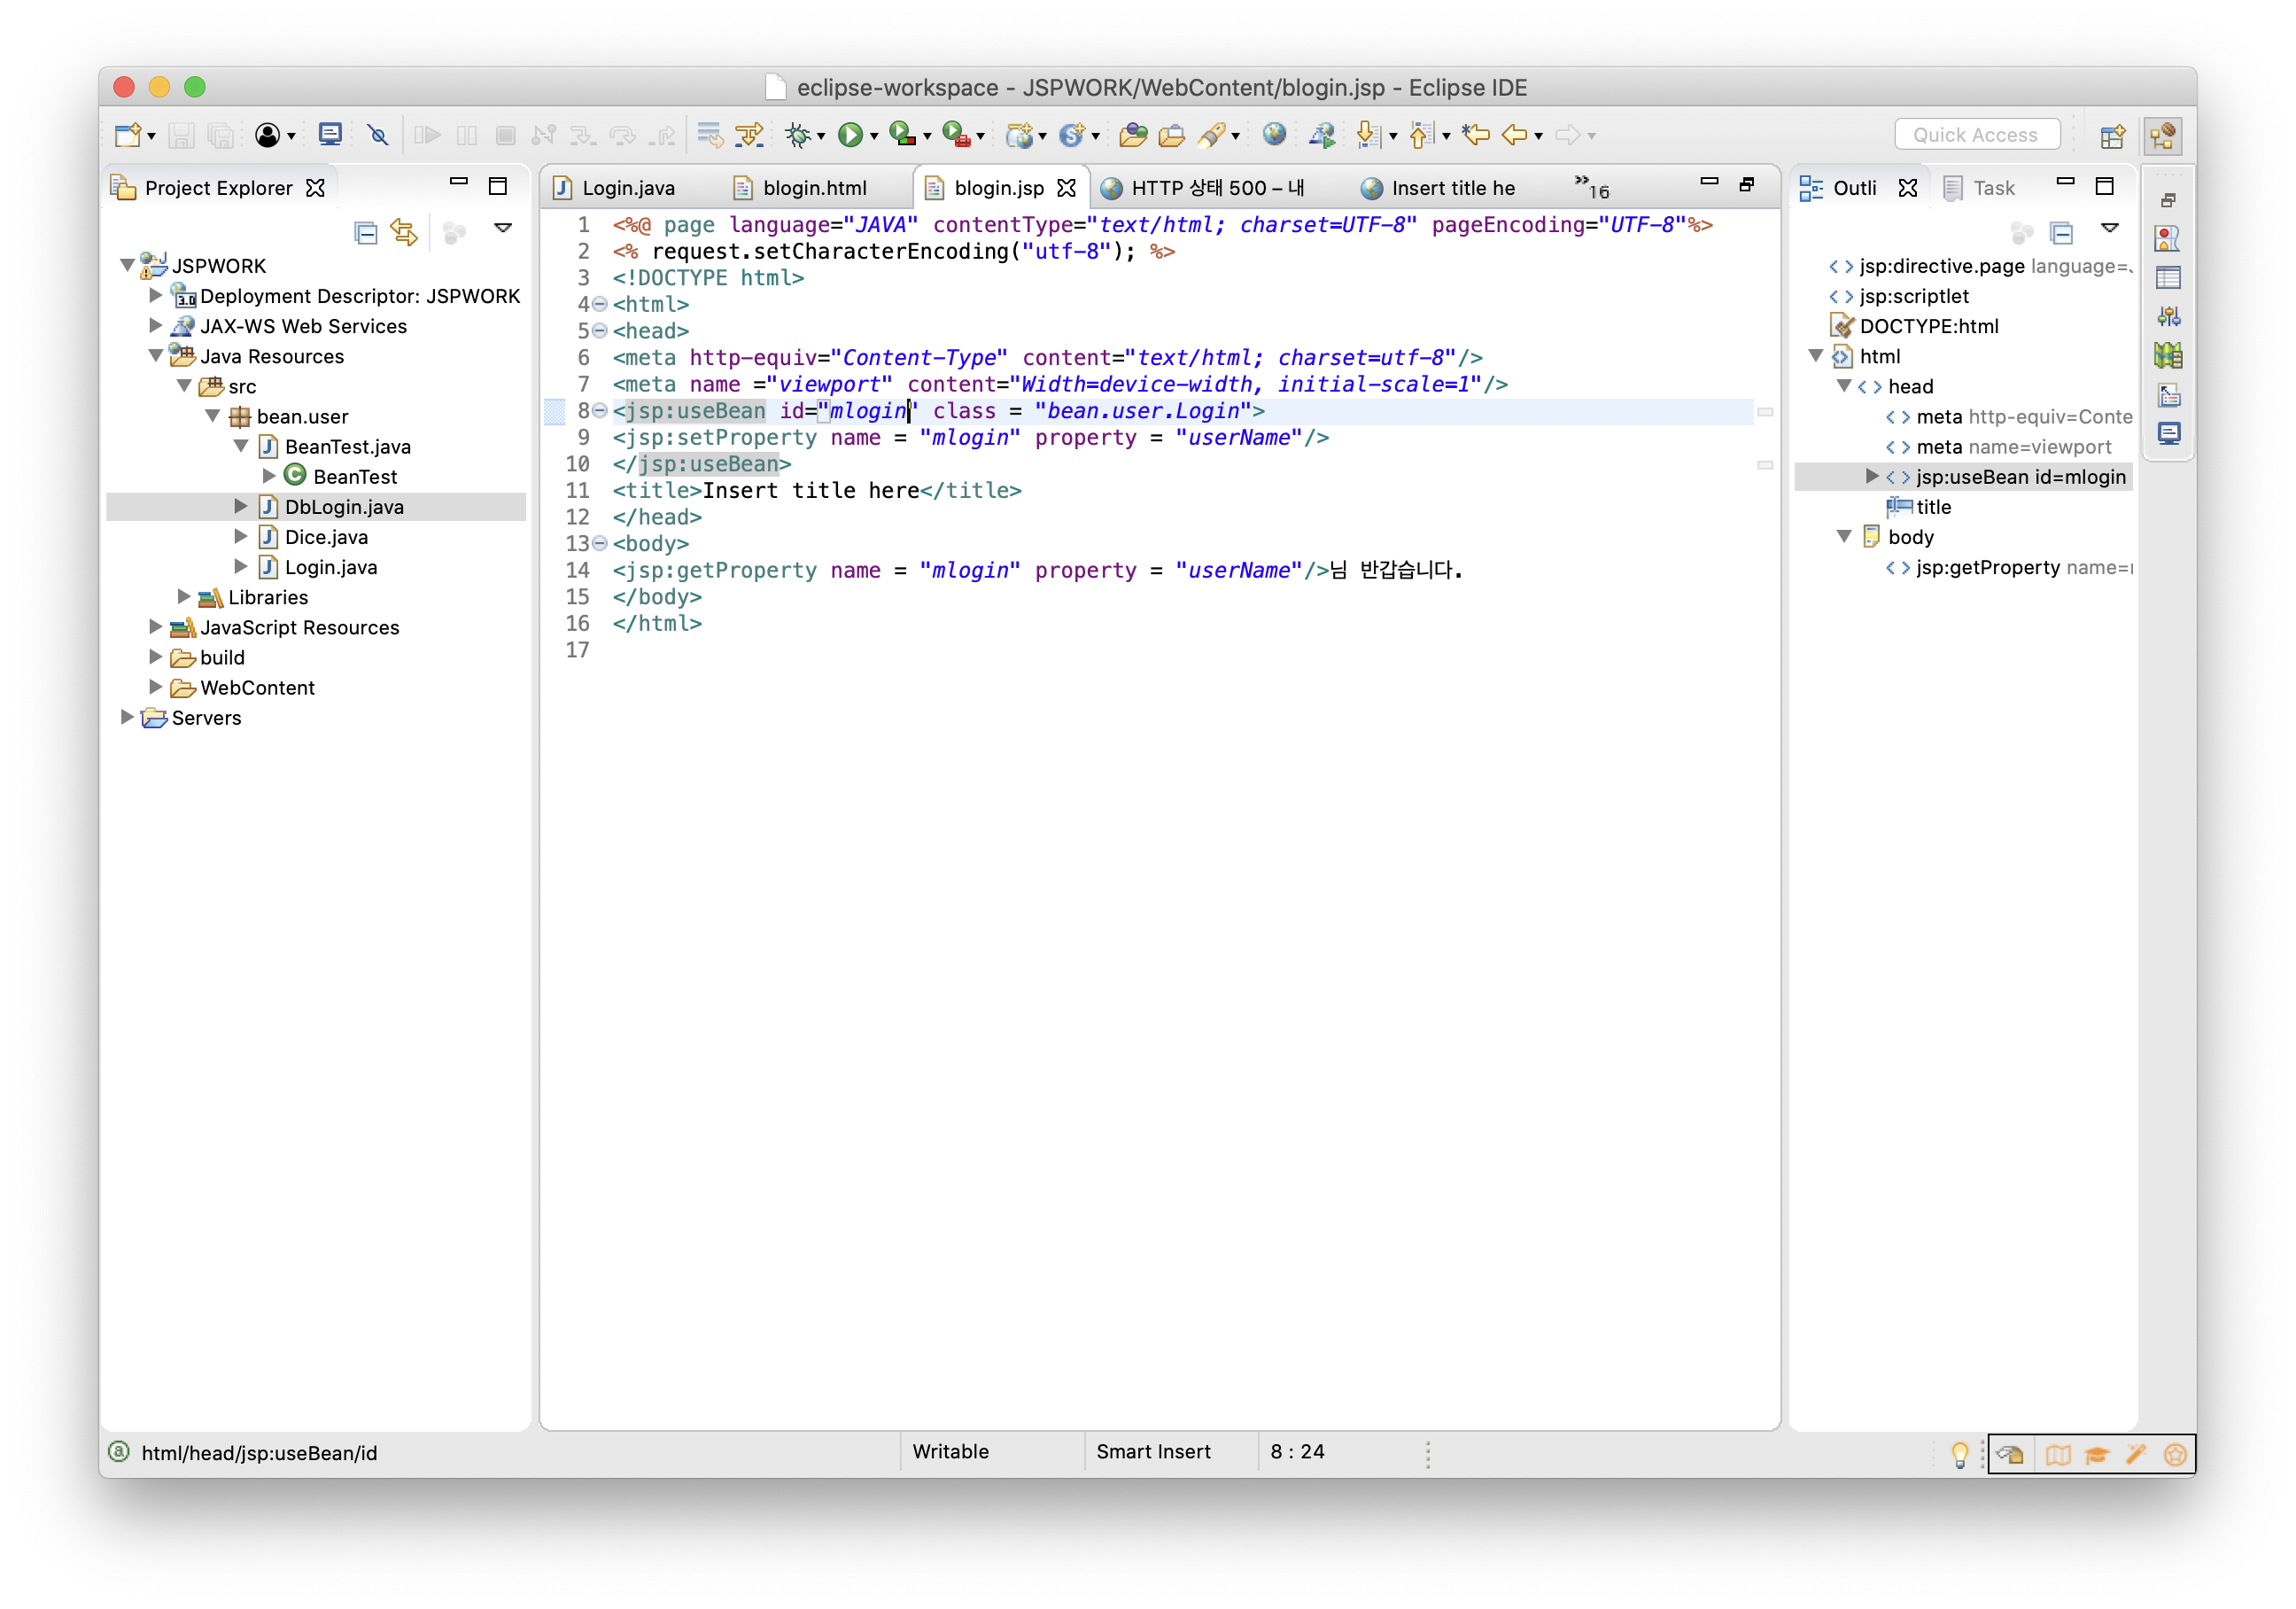 eclipse-workspace - JSPWORK/WebContent/blogin.jsp - Eclipse IDE
Quick Access
Project Explorer
JSPWORK
Deployment Descriptor: JSPWORK
JAX-WS Web Services
Java Resources
src
bean.user
BeanTest.java
BeanTest
DbLogin.java
Dice.java
Login.java
Libraries
JavaScript Resources
build
WebContent
Servers
Login.java blogin.html blogin.jsp HTTP 상태 500 – 내 Insert title he »16
1 <%@ page language="JAVA" contentType="text/html; charset=UTF-8" pageEncoding="UTF-8"%>
2 <% request.setCharacterEncoding("utf-8"); %>
3 <!DOCTYPE html>
4 <html>
5 <head>
6 <meta http-equiv="Content-Type" content="text/html; charset=utf-8"/>
7 <meta name ="viewport" content="Width=device-width, initial-scale=1"/>
8 <jsp:useBean id="mlogin" class = "bean.user.Login">
9 <jsp:setProperty name = "mlogin" property = "userName"/>
10 </jsp:useBean>
11 <title>Insert title here</title>
12 </head>
13 <body>
14 <jsp:getProperty name = "mlogin" property = "userName"/>님 반갑습니다.
15 </body>
16 </html>
17
Outli Task
jsp:directive.page language=
jsp:scriptlet
DOCTYPE:html
html
head
meta http-equiv=Conte
meta name=viewport
jsp:useBean id=mlogin
title
body
jsp:getProperty name=
html/head/jsp:useBean/id
Writable
Smart Insert
8 : 24